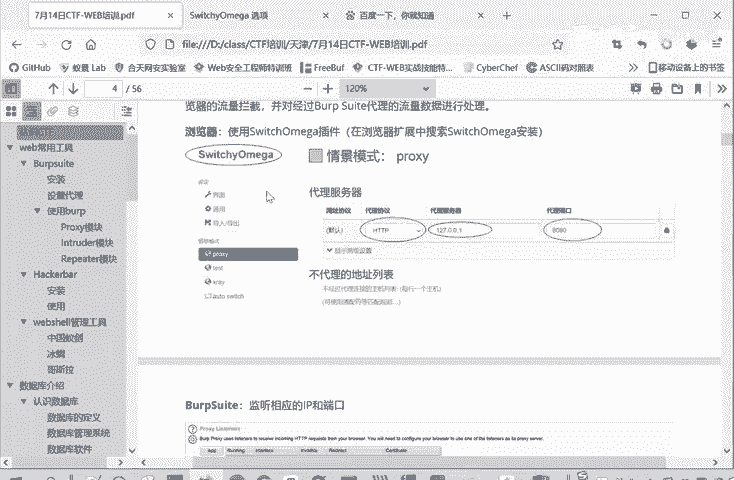 7月14日CTF-WEB培训.pdf
SwitchyOmega 选项
百度一下，你就知道
file:///D:/class/CTF培训/天津/7月14日CTF-WEB培训.pdf
GitHub
蚁景 Lab
合天网安实验室
Web安全工程师特训班
FreeBuf
CTF-WEB实战技能特...
CyberChef
ASCII码对照表
移动设备上的书签
4 / 56
120%
web常用工具
Burpsuite
安装
设置代理
使用burp
Proxy模块
Intruder模块
Repeater模块
Hackerbar
安装
使用
webshell管理工具
中国蚁剑
冰蝎
哥斯拉
数据库介绍
认识数据库
数据库的定义
数据库管理系统
数据库软件
览器的流量拦截，并对经过Burp Suite代理的流量数据进行处理。
浏览器：使用SwitchOmega插件（在浏览器扩展中搜索SwitchOmega安装）
SwitchyOmega
情景模式： proxy
界面
通用
导入/导出
情景模式
proxy
test
xray
auto switch
代理服务器
网址协议 代理协议 代理服务器 代理端口
(默认) HTTP 127.0.0.1 8080
显示高级设置
不代理的地址列表
不经过代理连接的主机列表: (每行一个主机)
(可使用通配符等匹配规则...)
BurpSuite：监听相应的IP和端口
Proxy Listeners
Burp Proxy uses listeners to receive incoming HTTP requests from your browser. You will need to configure your browser to use one of the listeners as its proxy server.
Add Running Interface Invisible Redirect Certificate